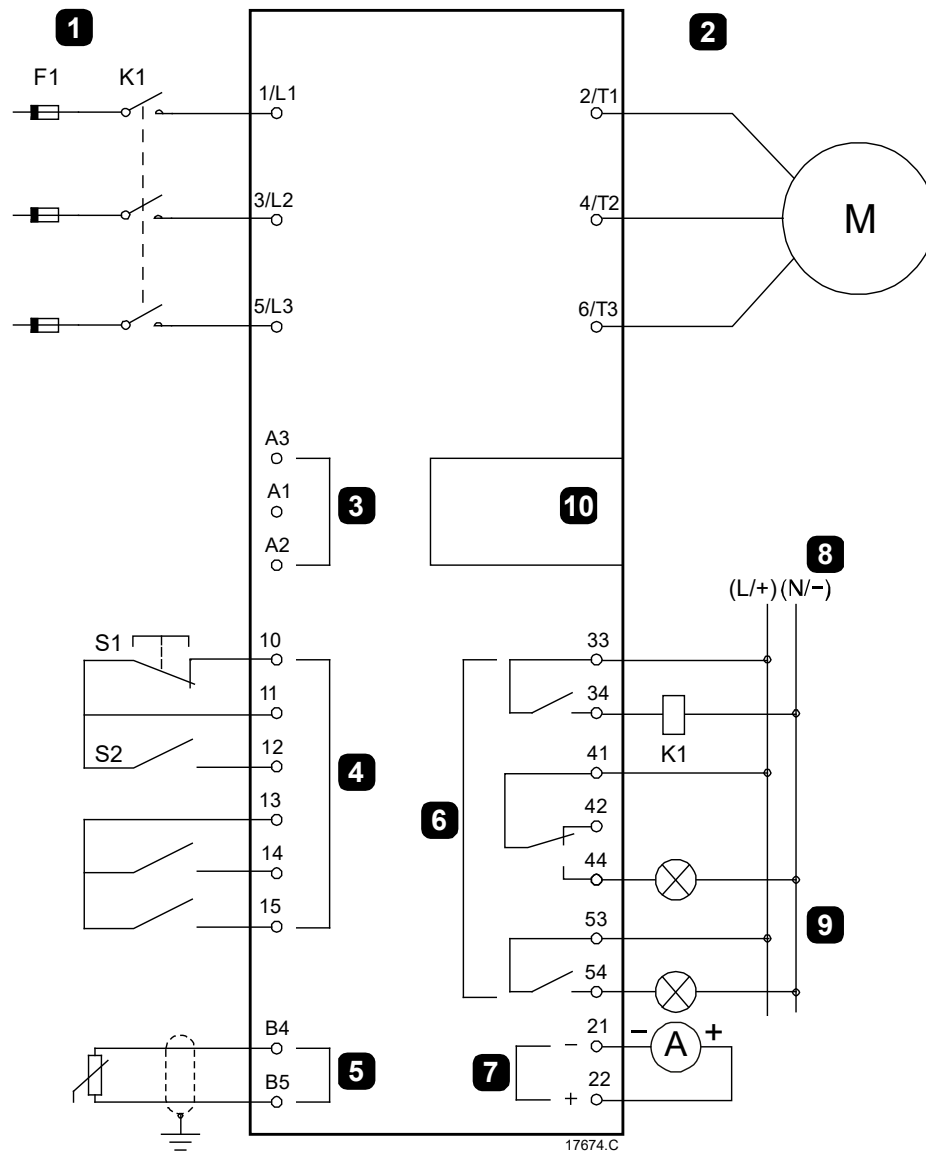 1
2
F1
K1
1/L1
2/T1
3/L2
4/T2
M
5/L3
6/T3
A3
A1
3
10
A2
8
(L/+)
(N/−)
S1
10
33
11
34
S2
12
K1
4
41
13
6
42
14
44
15
9
53
54
B4
21
− A +
5
7
−
B5
22
+
17674.C